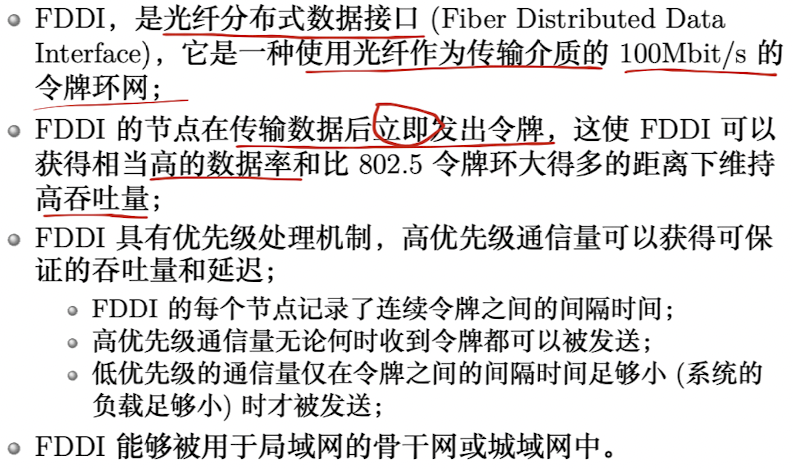 FDDI，是光纤分布式数据接口 (Fiber Distributed Data
Interface)，它是一种使用光纤作为传输介质的 100Mbit/s 的
令牌环网；
FDDI 的节点在传输数据后立即发出令牌，这使 FDDI 可以
获得相当高的数据率和比 802.5 令牌环大得多的距离下维持
高吞吐量；
FDDI 具有优先级处理机制，高优先级通信量可以获得可保
证的吞吐量和延迟；
FDDI 的每个节点记录了连续令牌之间的间隔时间；
高优先级通信量无论何时收到令牌都可以被发送；
低优先级的通信量仅在令牌之间的间隔时间足够小 (系统的
负载足够小) 时才被发送；
FDDI 能够被用于局域网的骨干网或城域网中。